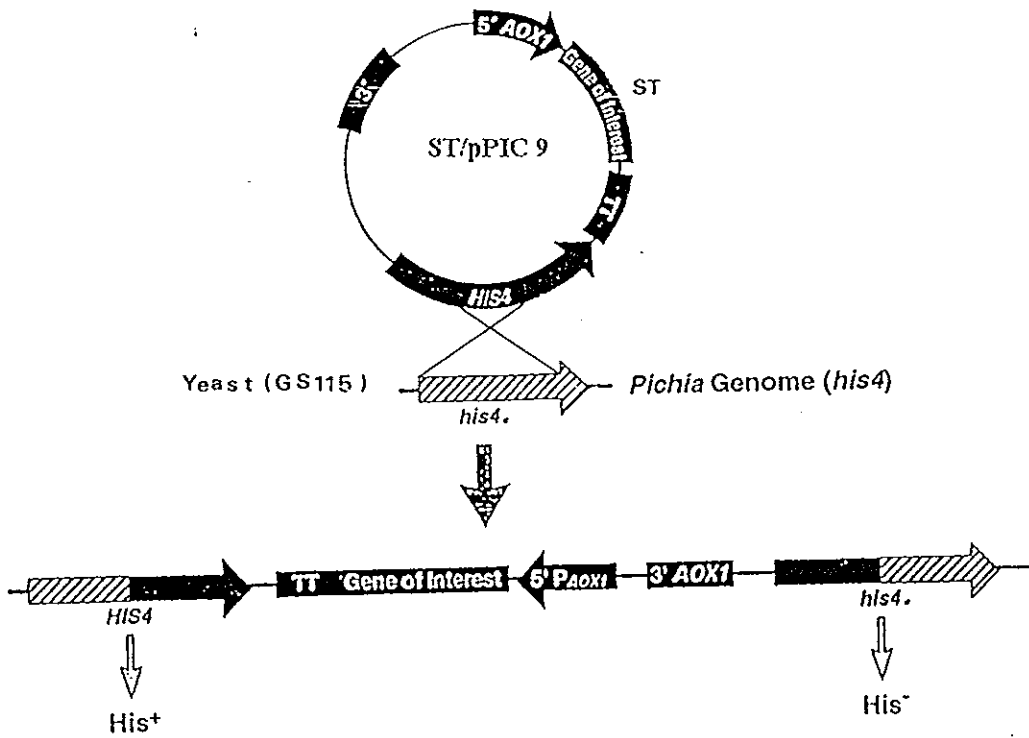 5' AOX1
Gene of Interest
ST
3'
ST/pPIC 9
TT
HIS4
Yeast (GS115)
Pichia Genome (his4)
his4.
TT Gene of Interest
5' PAOX1
3' AOX1
HIS4
his4.
His+
His-